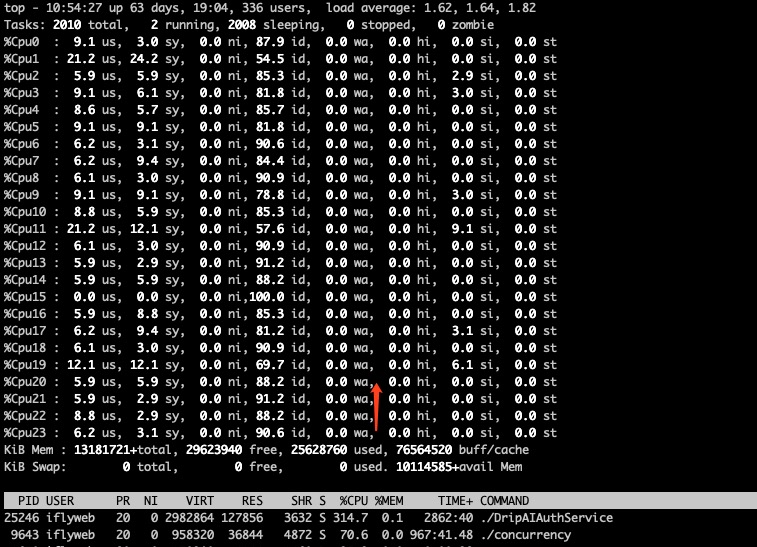 top - 10:54:27 up 63 days, 19:04, 336 users,  load average: 1.62, 1.64, 1.82
Tasks: 2010 total,   2 running, 2008 sleeping,   0 stopped,   0 zombie
%Cpu0  :  9.1 us,  3.0 sy,  0.0 ni, 87.9 id,  0.0 wa,  0.0 hi,  0.0 si,  0.0 st
%Cpu1  : 21.2 us, 24.2 sy,  0.0 ni, 54.5 id,  0.0 wa,  0.0 hi,  0.0 si,  0.0 st
%Cpu2  :  5.9 us,  5.9 sy,  0.0 ni, 85.3 id,  0.0 wa,  0.0 hi,  2.9 si,  0.0 st
%Cpu3  :  9.1 us,  6.1 sy,  0.0 ni, 81.8 id,  0.0 wa,  0.0 hi,  3.0 si,  0.0 st
%Cpu4  :  8.6 us,  5.7 sy,  0.0 ni, 85.7 id,  0.0 wa,  0.0 hi,  0.0 si,  0.0 st
%Cpu5  :  9.1 us,  9.1 sy,  0.0 ni, 81.8 id,  0.0 wa,  0.0 hi,  0.0 si,  0.0 st
%Cpu6  :  6.2 us,  3.1 sy,  0.0 ni, 90.6 id,  0.0 wa,  0.0 hi,  0.0 si,  0.0 st
%Cpu7  :  6.2 us,  9.4 sy,  0.0 ni, 84.4 id,  0.0 wa,  0.0 hi,  0.0 si,  0.0 st
%Cpu8  :  6.1 us,  3.0 sy,  0.0 ni, 90.9 id,  0.0 wa,  0.0 hi,  0.0 si,  0.0 st
%Cpu9  :  9.1 us,  9.1 sy,  0.0 ni, 78.8 id,  0.0 wa,  0.0 hi,  3.0 si,  0.0 st
%Cpu10 :  8.8 us,  5.9 sy,  0.0 ni, 85.3 id,  0.0 wa,  0.0 hi,  0.0 si,  0.0 st
%Cpu11 : 21.2 us, 12.1 sy,  0.0 ni, 57.6 id,  0.0 wa,  0.0 hi,  9.1 si,  0.0 st
%Cpu12 :  6.1 us,  3.0 sy,  0.0 ni, 90.9 id,  0.0 wa,  0.0 hi,  0.0 si,  0.0 st
%Cpu13 :  5.9 us,  2.9 sy,  0.0 ni, 91.2 id,  0.0 wa,  0.0 hi,  0.0 si,  0.0 st
%Cpu14 :  5.9 us,  5.9 sy,  0.0 ni, 88.2 id,  0.0 wa,  0.0 hi,  0.0 si,  0.0 st
%Cpu15 :  0.0 us,  0.0 sy,  0.0 ni,100.0 id,  0.0 wa,  0.0 hi,  0.0 si,  0.0 st
%Cpu16 :  5.9 us,  8.8 sy,  0.0 ni, 85.3 id,  0.0 wa,  0.0 hi,  0.0 si,  0.0 st
%Cpu17 :  6.2 us,  9.4 sy,  0.0 ni, 81.2 id,  0.0 wa,  0.0 hi,  3.1 si,  0.0 st
%Cpu18 :  6.1 us,  3.0 sy,  0.0 ni, 90.9 id,  0.0 wa,  0.0 hi,  0.0 si,  0.0 st
%Cpu19 : 12.1 us, 12.1 sy,  0.0 ni, 69.7 id,  0.0 wa,  0.0 hi,  6.1 si,  0.0 st
%Cpu20 :  5.9 us,  5.9 sy,  0.0 ni, 88.2 id,  0.0 wa,  0.0 hi,  0.0 si,  0.0 st
%Cpu21 :  5.9 us,  2.9 sy,  0.0 ni, 91.2 id,  0.0 wa,  0.0 hi,  0.0 si,  0.0 st
%Cpu22 :  8.8 us,  2.9 sy,  0.0 ni, 88.2 id,  0.0 wa,  0.0 hi,  0.0 si,  0.0 st
%Cpu23 :  6.2 us,  3.1 sy,  0.0 ni, 90.6 id,  0.0 wa,  0.0 hi,  0.0 si,  0.0 st
KiB Mem : 13181721+total, 29623940 free, 25628760 used, 76564520 buff/cache
KiB Swap:        0 total,        0 free,        0 used. 10114585+avail Mem
PID USER      PR  NI    VIRT    RES    SHR S  %CPU %MEM     TIME+ COMMAND
25246 iflyweb   20   0 2982864 127856   3632 S 314.7  0.1   2862:40 ./DripAIAuthService
9643 iflyweb   20   0  958320  36844   4872 S  70.6  0.0 967:41.48 ./concurrency